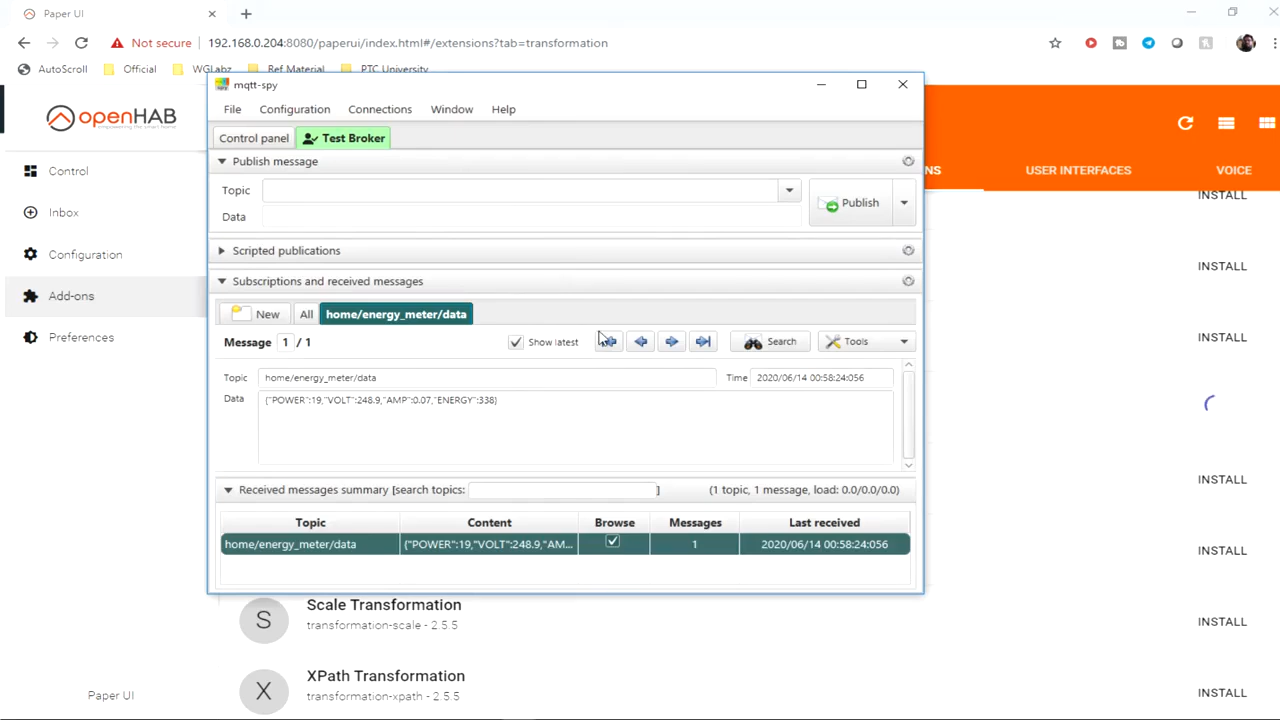 Paper UI
Not secure
192.168.0.204:8080/paperui/index.html#/extensions?tab=transformation
AutoScroll
Official
WGLabz
Ref Material
PTC University
openHAB
empowering the smart home
Control
Inbox
Configuration
Add-ons
Preferences
Paper UI
mqtt-spy
File
Configuration
Connections
Window
Help
Control panel
Test Broker
Publish message
Topic
Publish
Data
Scripted publications
Subscriptions and received messages
New
All
home/energy_meter/data
Message 1 / 1
Show latest
Search
Tools
Topic
home/energy_meter/data
Time
2020/06/14 00:58:24:056
Data
{"POWER":19,"VOLT":248.9,"AMP":0.07,"ENERGY":338}
Received messages summary [search topics: ] (1 topic, 1 message, load: 0.0/0.0/0.0)
Topic Content Browse Messages Last received
home/energy_meter/data {"POWER":19,"VOLT":248.9,"AM... 1 2020/06/14 00:58:24:056
NS
USER INTERFACES
VOICE
INSTALL
INSTALL
INSTALL
INSTALL
INSTALL
S
Scale Transformation
transformation-scale - 2.5.5
INSTALL
X
XPath Transformation
transformation-xpath - 2.5.5
INSTALL